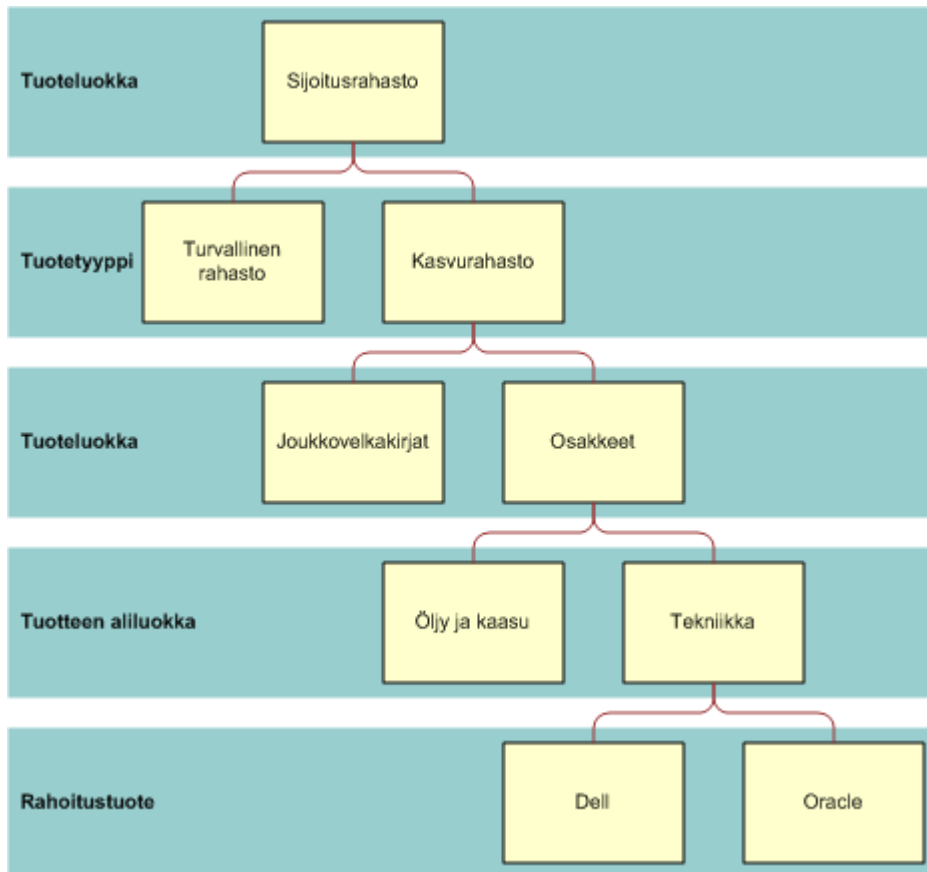 Tuoteluokka
Sijoitusrahasto
Tuotetyyppi
Turvallinen
rahasto
Kasvurahasto
Tuoteluokka
Joukkovelkakirjat
Osakkeet
Tuotteen aliluokka
Öljy ja kaasu
Tekniikka
Rahoitustuote
Dell
Oracle